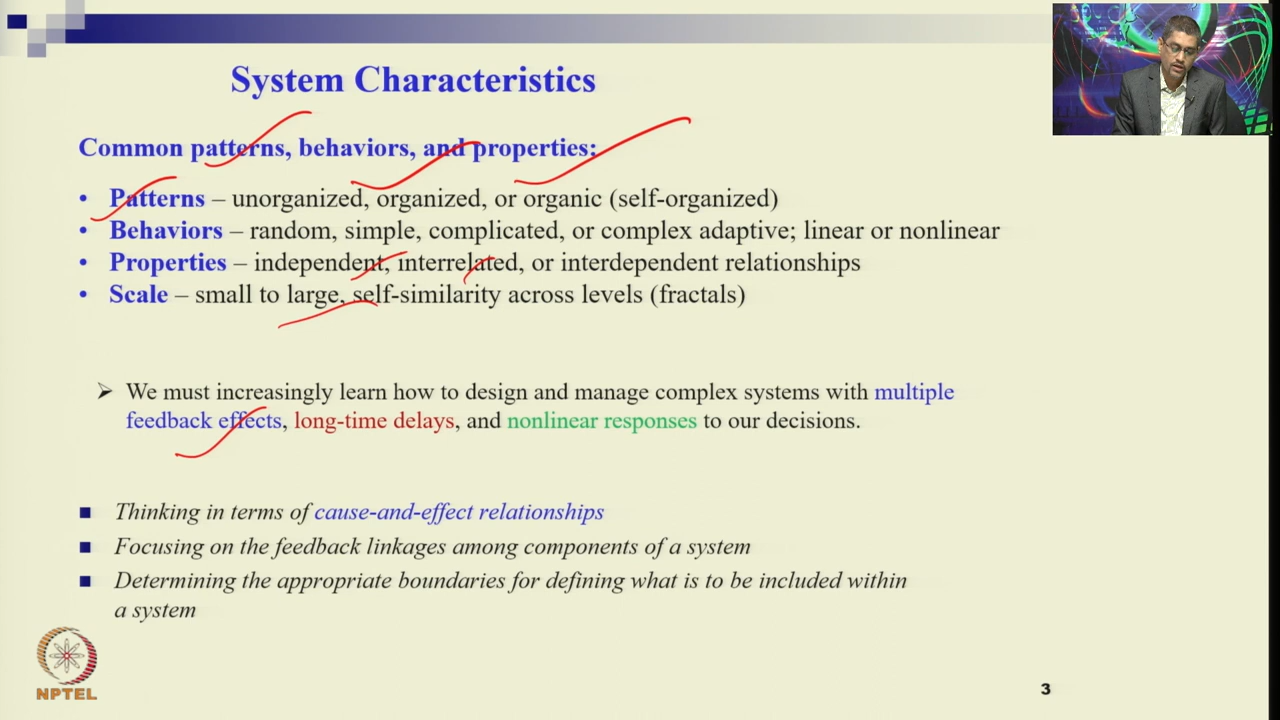 System Characteristics
Common patterns, behaviors, and properties:
• Patterns – unorganized, organized, or organic (self-organized)
• Behaviors – random, simple, complicated, or complex adaptive; linear or nonlinear
• Properties – independent, interrelated, or interdependent relationships
• Scale – small to large, self-similarity across levels (fractals)
➢ We must increasingly learn how to design and manage complex systems with multiple
feedback effects, long-time delays, and nonlinear responses to our decisions.
■ Thinking in terms of cause-and-effect relationships
■ Focusing on the feedback linkages among components of a system
■ Determining the appropriate boundaries for defining what is to be included within
a system
NPTEL
3